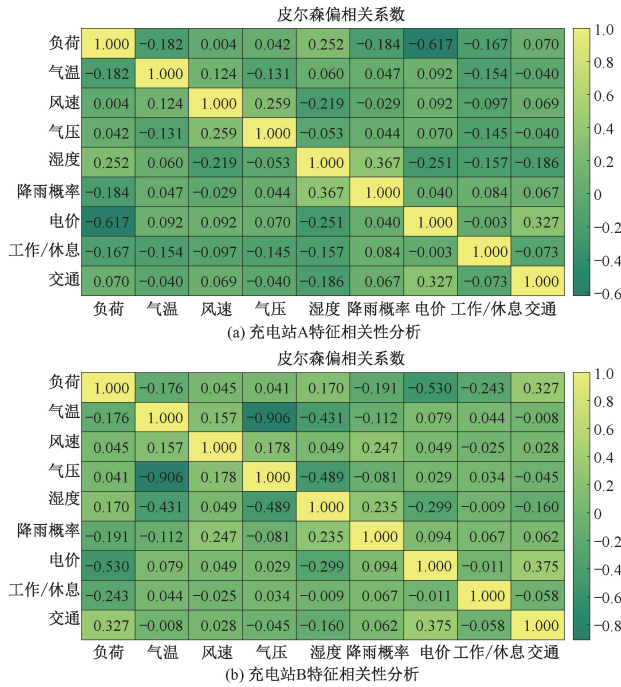 皮尔森偏相关系数
负荷 1.000 −0.182 0.004 0.042 0.252 −0.184 −0.617 −0.167 0.070
气温 −0.182 1.000 0.124 −0.131 0.060 0.047 0.092 −0.154 −0.040
风速 0.004 0.124 1.000 0.259 −0.219 −0.029 0.092 −0.097 0.069
气压 0.042 −0.131 0.259 1.000 −0.053 0.044 0.070 −0.145 −0.040
湿度 0.252 0.060 −0.219 −0.053 1.000 0.367 −0.251 −0.157 −0.186
降雨概率 −0.184 0.047 −0.029 0.044 0.367 1.000 0.040 0.084 0.067
电价 −0.617 0.092 0.092 0.070 −0.251 0.040 1.000 −0.003 0.327
工作/休息 −0.167 −0.154 −0.097 −0.145 −0.157 0.084 −0.003 1.000 −0.073
交通 0.070 −0.040 0.069 −0.040 −0.186 0.067 0.327 −0.073 1.000
负荷 气温 风速 气压 湿度 降雨概率 电价 工作/休息 交通
1.0
0.8
0.6
0.4
0.2
0
−0.2
−0.4
−0.6
(a) 充电站A特征相关性分析
皮尔森偏相关系数
负荷 1.000 −0.176 0.045 0.041 0.170 −0.191 −0.530 −0.243 0.327
气温 −0.176 1.000 0.157 −0.906 −0.431 −0.112 0.079 0.044 −0.008
风速 0.045 0.157 1.000 0.178 0.049 0.247 0.049 −0.025 0.028
气压 0.041 −0.906 0.178 1.000 −0.489 −0.081 0.029 0.034 −0.045
湿度 0.170 −0.431 0.049 −0.489 1.000 0.235 −0.299 −0.009 −0.160
降雨概率 −0.191 −0.112 0.247 −0.081 0.235 1.000 0.094 0.067 0.062
电价 −0.530 0.079 0.049 0.029 −0.299 0.094 1.000 −0.011 0.375
工作/休息 −0.243 0.044 −0.025 0.034 −0.009 0.067 −0.011 1.000 −0.058
交通 0.327 −0.008 0.028 −0.045 −0.160 0.062 0.375 −0.058 1.000
负荷 气温 风速 气压 湿度 降雨概率 电价 工作/休息 交通
1.0
0.8
0.6
0.4
0.2
0
−0.2
−0.4
−0.6
−0.8
(b) 充电站B特征相关性分析